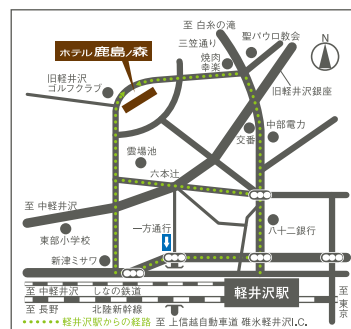 至 白糸の滝
三笠通り
聖パウロ教会
ホテル鹿島ノ森
焼肉
幸楽
N
旧軽井沢
ゴルフクラブ
旧軽井沢銀座
中部電力
交番
雲場池
六本辻
至 中軽井沢
一方通行
八十二銀行
東部小学校
新津ミサワ
軽井沢駅
至 中軽井沢
しなの鉄道
至 長野
北陸新幹線
至 東京
軽井沢駅からの経路
至 上信越自動車道 碓氷軽井沢I.C.